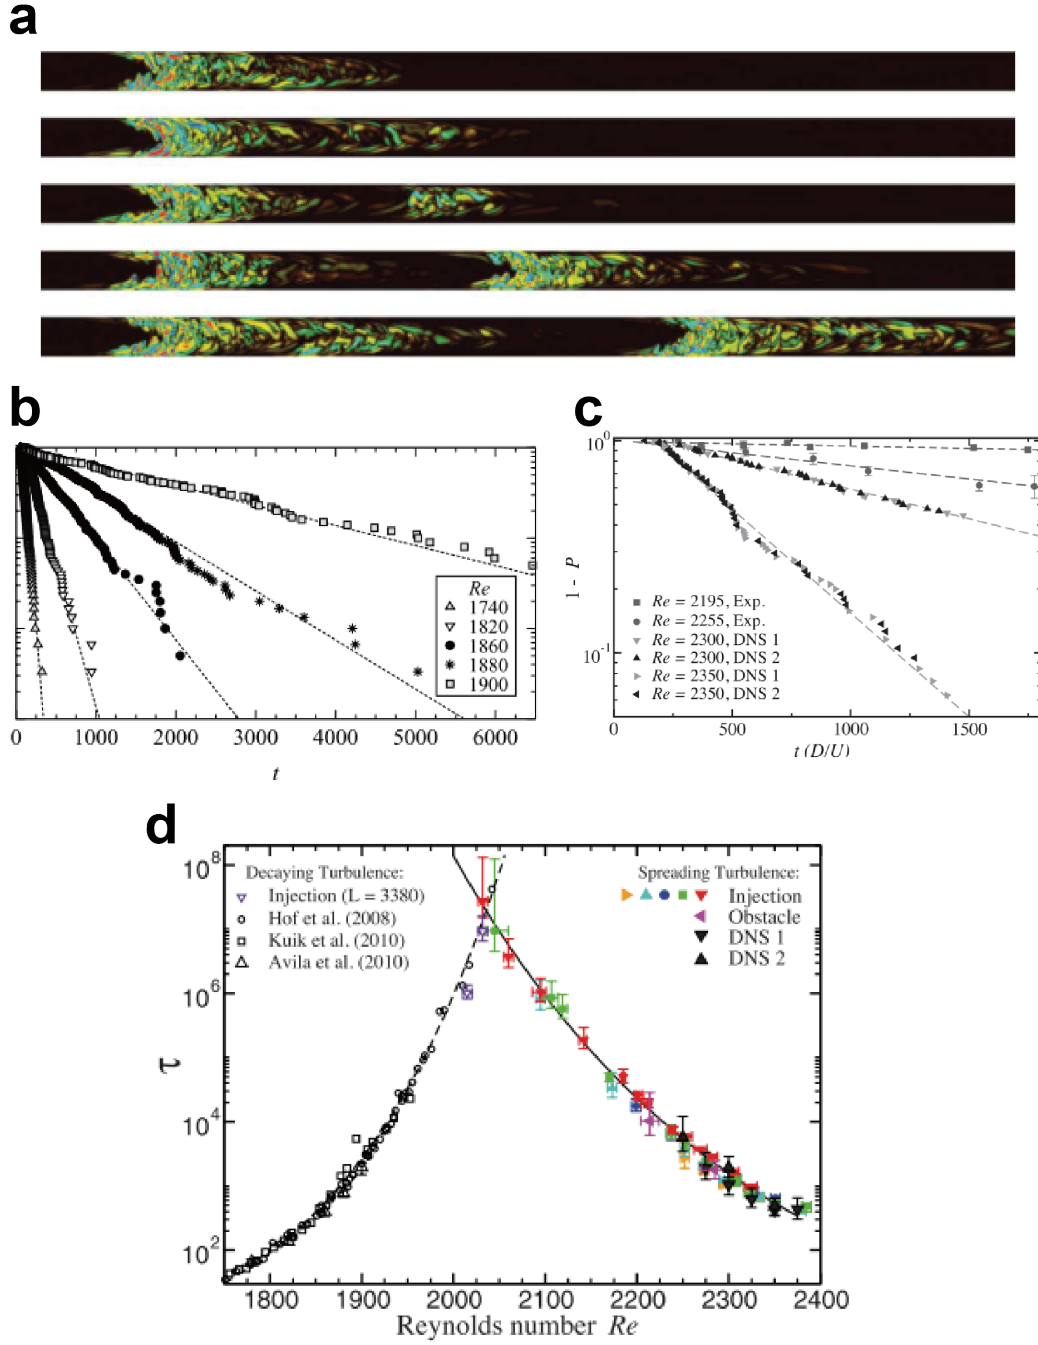 a
b
Re
1740
1820
1860
1880
1900
0 1000 2000 3000 4000 5000 6000
t
c
10⁰
1 - P
10⁻¹
Re = 2195, Exp.
Re = 2255, Exp.
Re = 2300, DNS 1
Re = 2300, DNS 2
Re = 2350, DNS 1
Re = 2350, DNS 2
0 500 1000 1500
t (D/U)
d
10⁸
10⁶
10⁴
10²
τ
Decaying Turbulence:
Injection (L = 3380)
Hof et al. (2008)
Kuik et al. (2010)
Avila et al. (2010)
Spreading Turbulence:
Injection
Obstacle
DNS 1
DNS 2
1800 1900 2000 2100 2200 2300 2400
Reynolds number Re